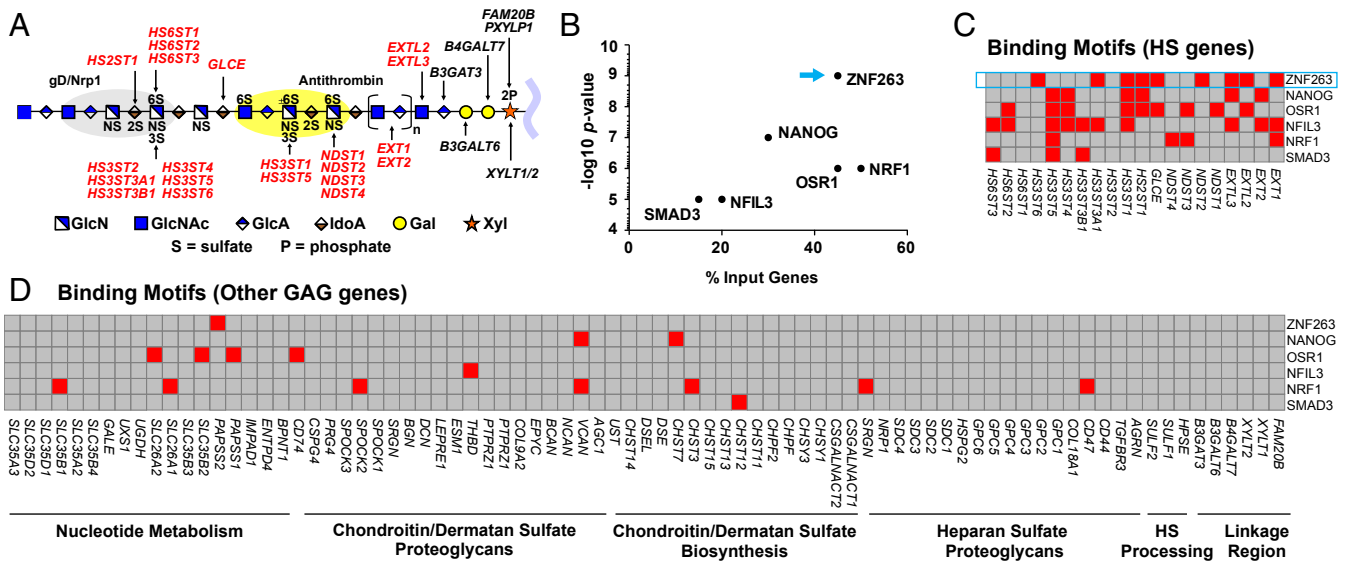 A
gD/Nrp1
HS2ST1
HS6ST1
HS6ST2
HS6ST3
GLCE
Antithrombin
EXTL2
EXTL3
B3GAT3
B4GALT7
FAM20B
PXYLP1
2P
6S
6S
±6S
6S
NS
2S
NS
NS
NS
2S
NS
n
3S
3S
HS3ST2
HS3ST3A1
HS3ST3B1
HS3ST4
HS3ST5
HS3ST6
HS3ST1
HS3ST5
NDST1
NDST2
NDST3
NDST4
EXT1
EXT2
B3GALT6
XYLT1/2
GlcN
GlcNAc
GlcA
IdoA
Gal
Xyl
S = sulfate P = phosphate
B
-log10 p-value
10
9
8
7
6
5
4
0
20
40
60
% Input Genes
ZNF263
NANOG
OSR1
NRF1
SMAD3
NFIL3
C
Binding Motifs (HS genes)
ZNF263
NANOG
OSR1
NFIL3
NRF1
SMAD3
HS6ST3
HS6ST2
HS6ST1
HS3ST6
HS3ST5
HS3ST4
HS3ST3B1
HS3ST3A1
HS3ST2
HS3ST1
HS2ST1
GLCE
NDST4
NDST3
NDST2
NDST1
EXTL3
EXTL2
EXT2
EXT1
D
Binding Motifs (Other GAG genes)
ZNF263
NANOG
OSR1
NFIL3
NRF1
SMAD3
SLC35A3
SLC35D2
SLC35D1
SLC35B1
SLC35A2
SLC35B4
GALE
UXS1
UGDH
SLC26A2
SLC26A1
SLC35B3
SLC35B2
PAPSS2
PAPSS1
IMPAD1
ENTPD4
BPNT1
CD74
CSPG4
PRG4
SPOCK3
SPOCK2
SPOCK1
SRGN
BGN
DCN
LEPRE1
ESM1
THBD
PTPRZ1
PTPRZ1
COL9A2
EPYC
BCAN
NCAN
VCAN
AGC1
UST
CHST14
DSEL
DSE
CHST7
CHST3
CHST15
CHST13
CHST12
CHST11
CHPF2
CHPF
CHSY3
CHSY1
CSGALNACT2
CSGALNACT1
SRGN
NRP1
SDC4
SDC3
SDC2
SDC1
HSPG2
GPC6
GPC5
GPC4
GPC3
GPC2
GPC1
COL18A1
CD47
CD44
TGFBR3
AGRN
SULF2
SULF1
HPSE
B3GAT3
B3GALT6
B4GALT7
XYLT2
XYLT1
FAM20B
Nucleotide Metabolism
Chondroitin/Dermatan Sulfate
Proteoglycans
Chondroitin/Dermatan Sulfate
Biosynthesis
Heparan Sulfate
Proteoglycans
HS
Processing
Linkage
Region